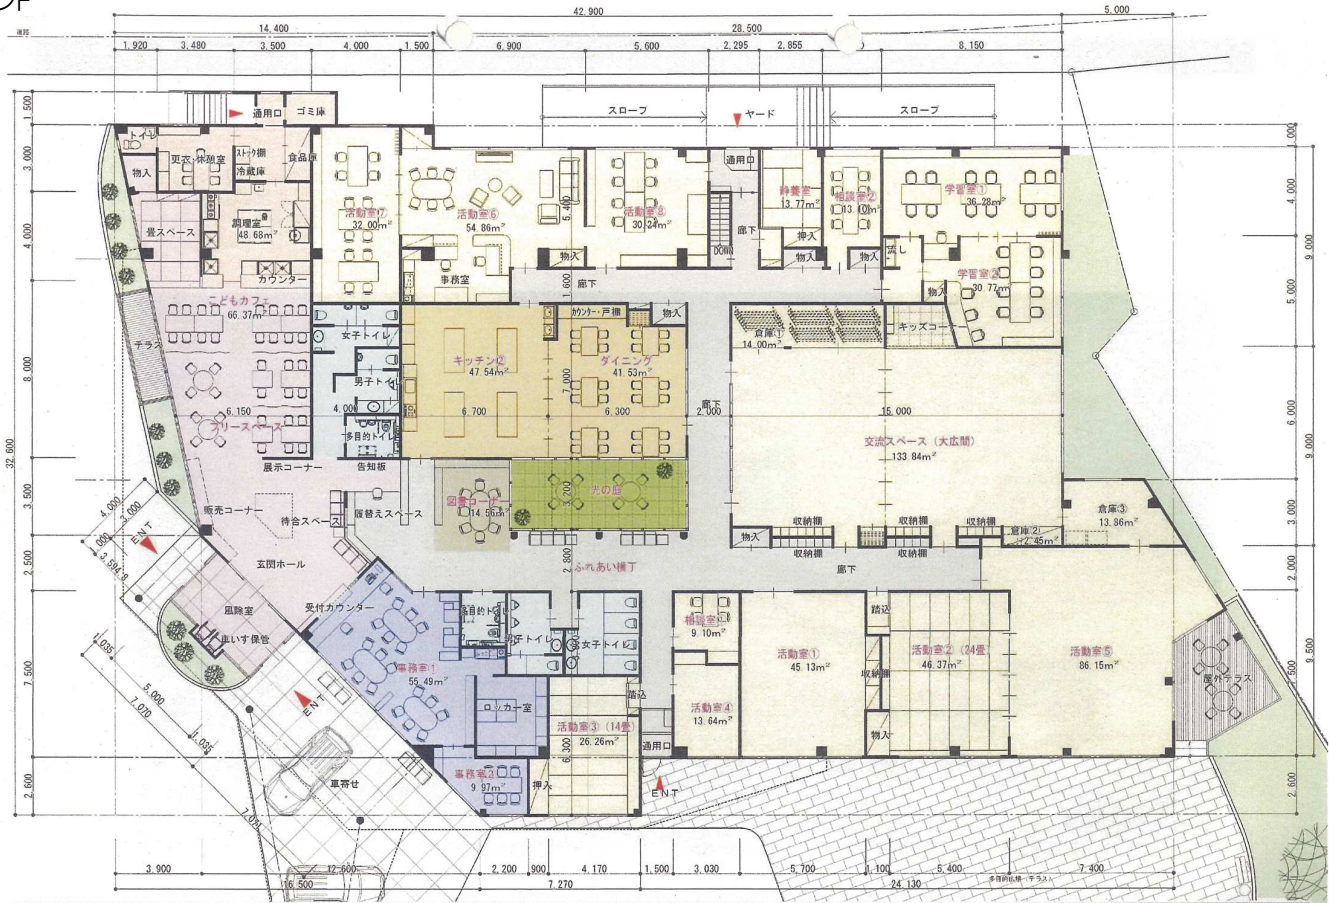 42.900
5.000
道路
14.400
28.500
1.920
3.480
3.500
4.000
1.500
6.900
5.600
2.295
2.855
8.150
スロープ
ヤード
スロープ
通用口
ゴミ庫
1.500
トイレ
更衣・休憩室
ストック棚
冷蔵庫
食品庫
物入
3.000
活動室⑦
32.00m²
活動室⑥
54.86m²
5.400
活動室⑧
30.24m²
通用口
静養室
13.77m²
相談室②
13.10m²
学習室①
36.28m²
4.000
畳スペース
調理室
48.68m²
カウンター
事務室
物入
DOWN
廊下
押入
物入
物入
流し
学習室②
30.77m²
物入
9.000
4.000
5.000
廊下
1.600
こどもカフェ
66.37m²
テラス
女子トイレ
男子トイレ
多目的トイレ
カウンター・戸棚
物入
キッチン②
47.54m²
ダイニング
41.53m²
7.000
倉庫①
14.00m²
キッズコーナー
8.000
6.150
4.000
6.700
6.300
2.000
廊下
15.000
6.000
フリースペース
交流スペース（大広間）
133.84m²
9.000
32.600
展示コーナー
告知板
図書コーナー
14.56m²
光の庭
3.200
3.500
販売コーナー
待合スペース
履替えスペース
物入
収納棚
収納棚
収納棚
収納棚
収納棚
倉庫②
2.45m²
倉庫③
13.86m²
3.000
4.000
3.000
ENT
2.500
玄関ホール
2.800
ふれあい横丁
廊下
2.000
風除室
車いす保管
受付カウンター
多目的トイレ
男子トイレ
女子トイレ
相談室
9.10m²
踏込
活動室①
45.13m²
活動室②（24畳）
46.37m²
活動室⑤
86.15m²
9.500
7.500
事務室①
55.49m²
収納棚
屋外テラス
1.035
5.000
7.070
1.035
ENT
ロッカー室
踏込
活動室③（14畳）
26.26m²
活動室④
13.64m²
物入
通用口
6.300
事務室②
9.97m²
押入
ENT
車寄せ
2.600
2.600
3.900
12.600
2.200
900
4.170
1.500
3.030
5.700
1.100
5.400
7.400
16.500
7.270
24.130